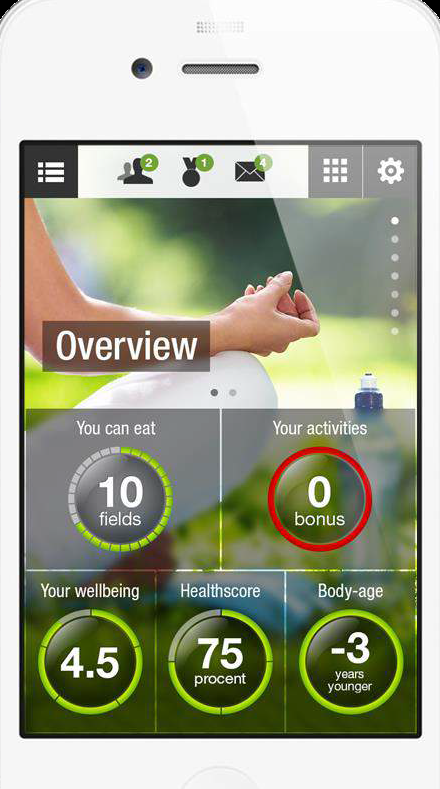 2
1
4
Overview
You can eat
Your activities
10
fields
0
bonus
Your wellbeing
Healthscore
Body-age
4.5
75
procent
-3
years
younger